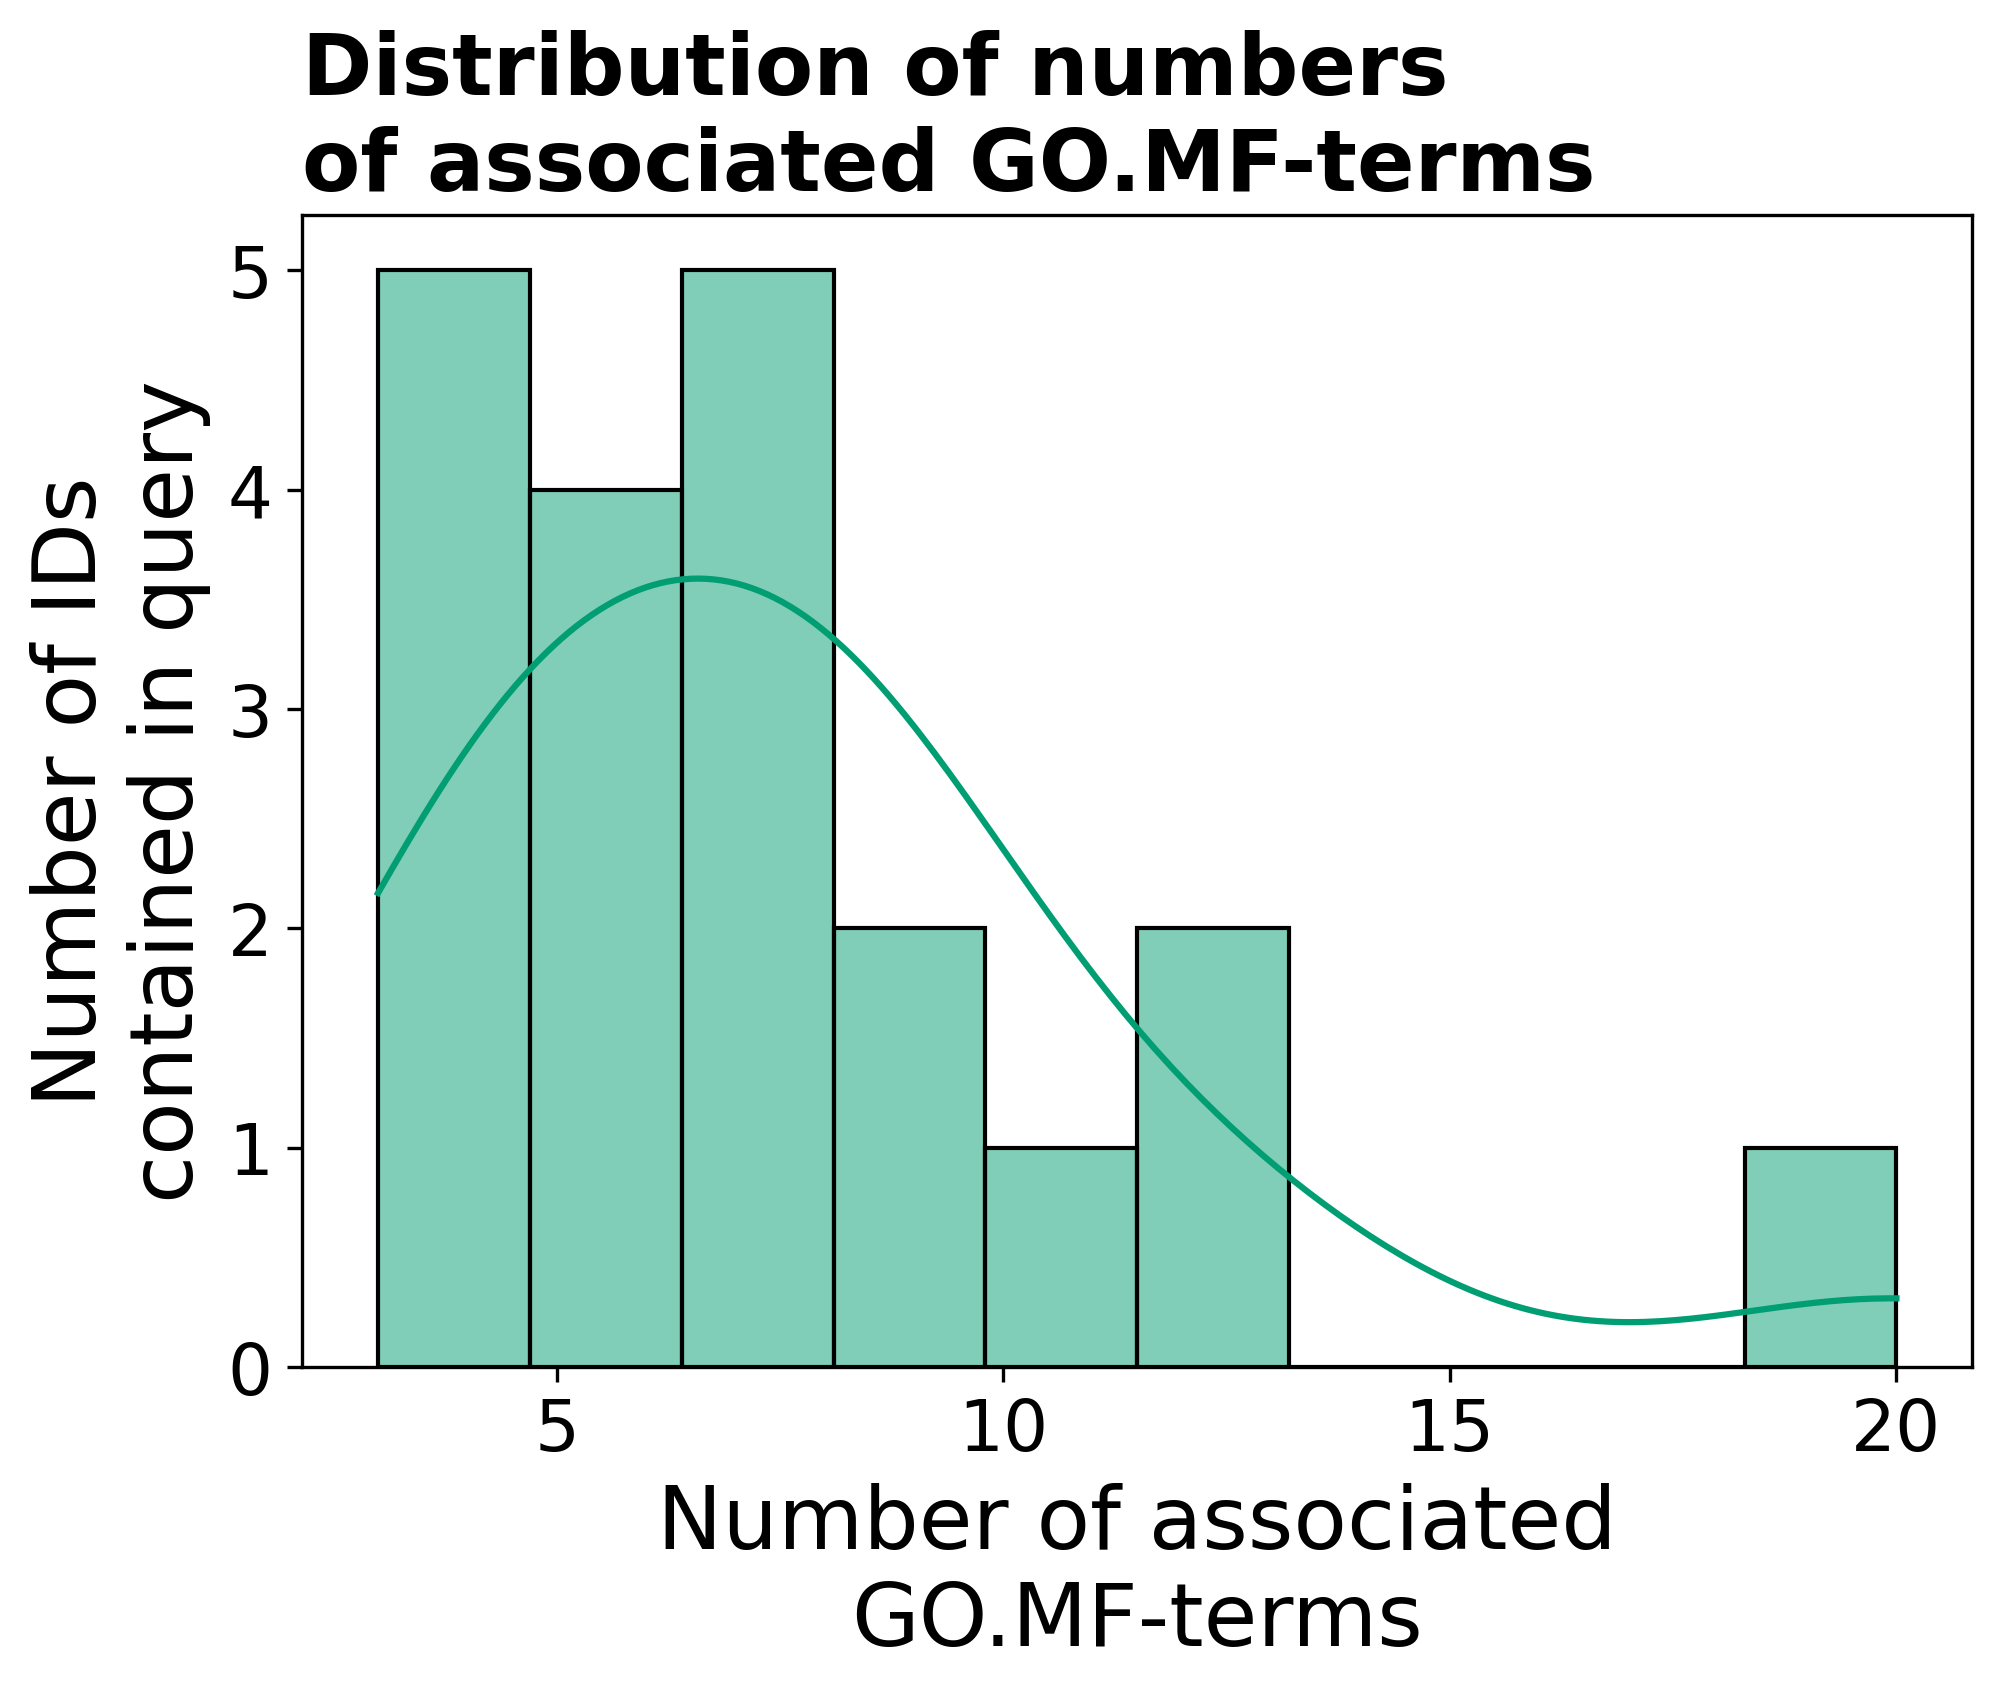 Distribution of numbers
of associated GO.MF-terms
Number of IDs
contained in query
5
4
3
2
1
0
5
10
15
20
Number of associated
GO.MF-terms